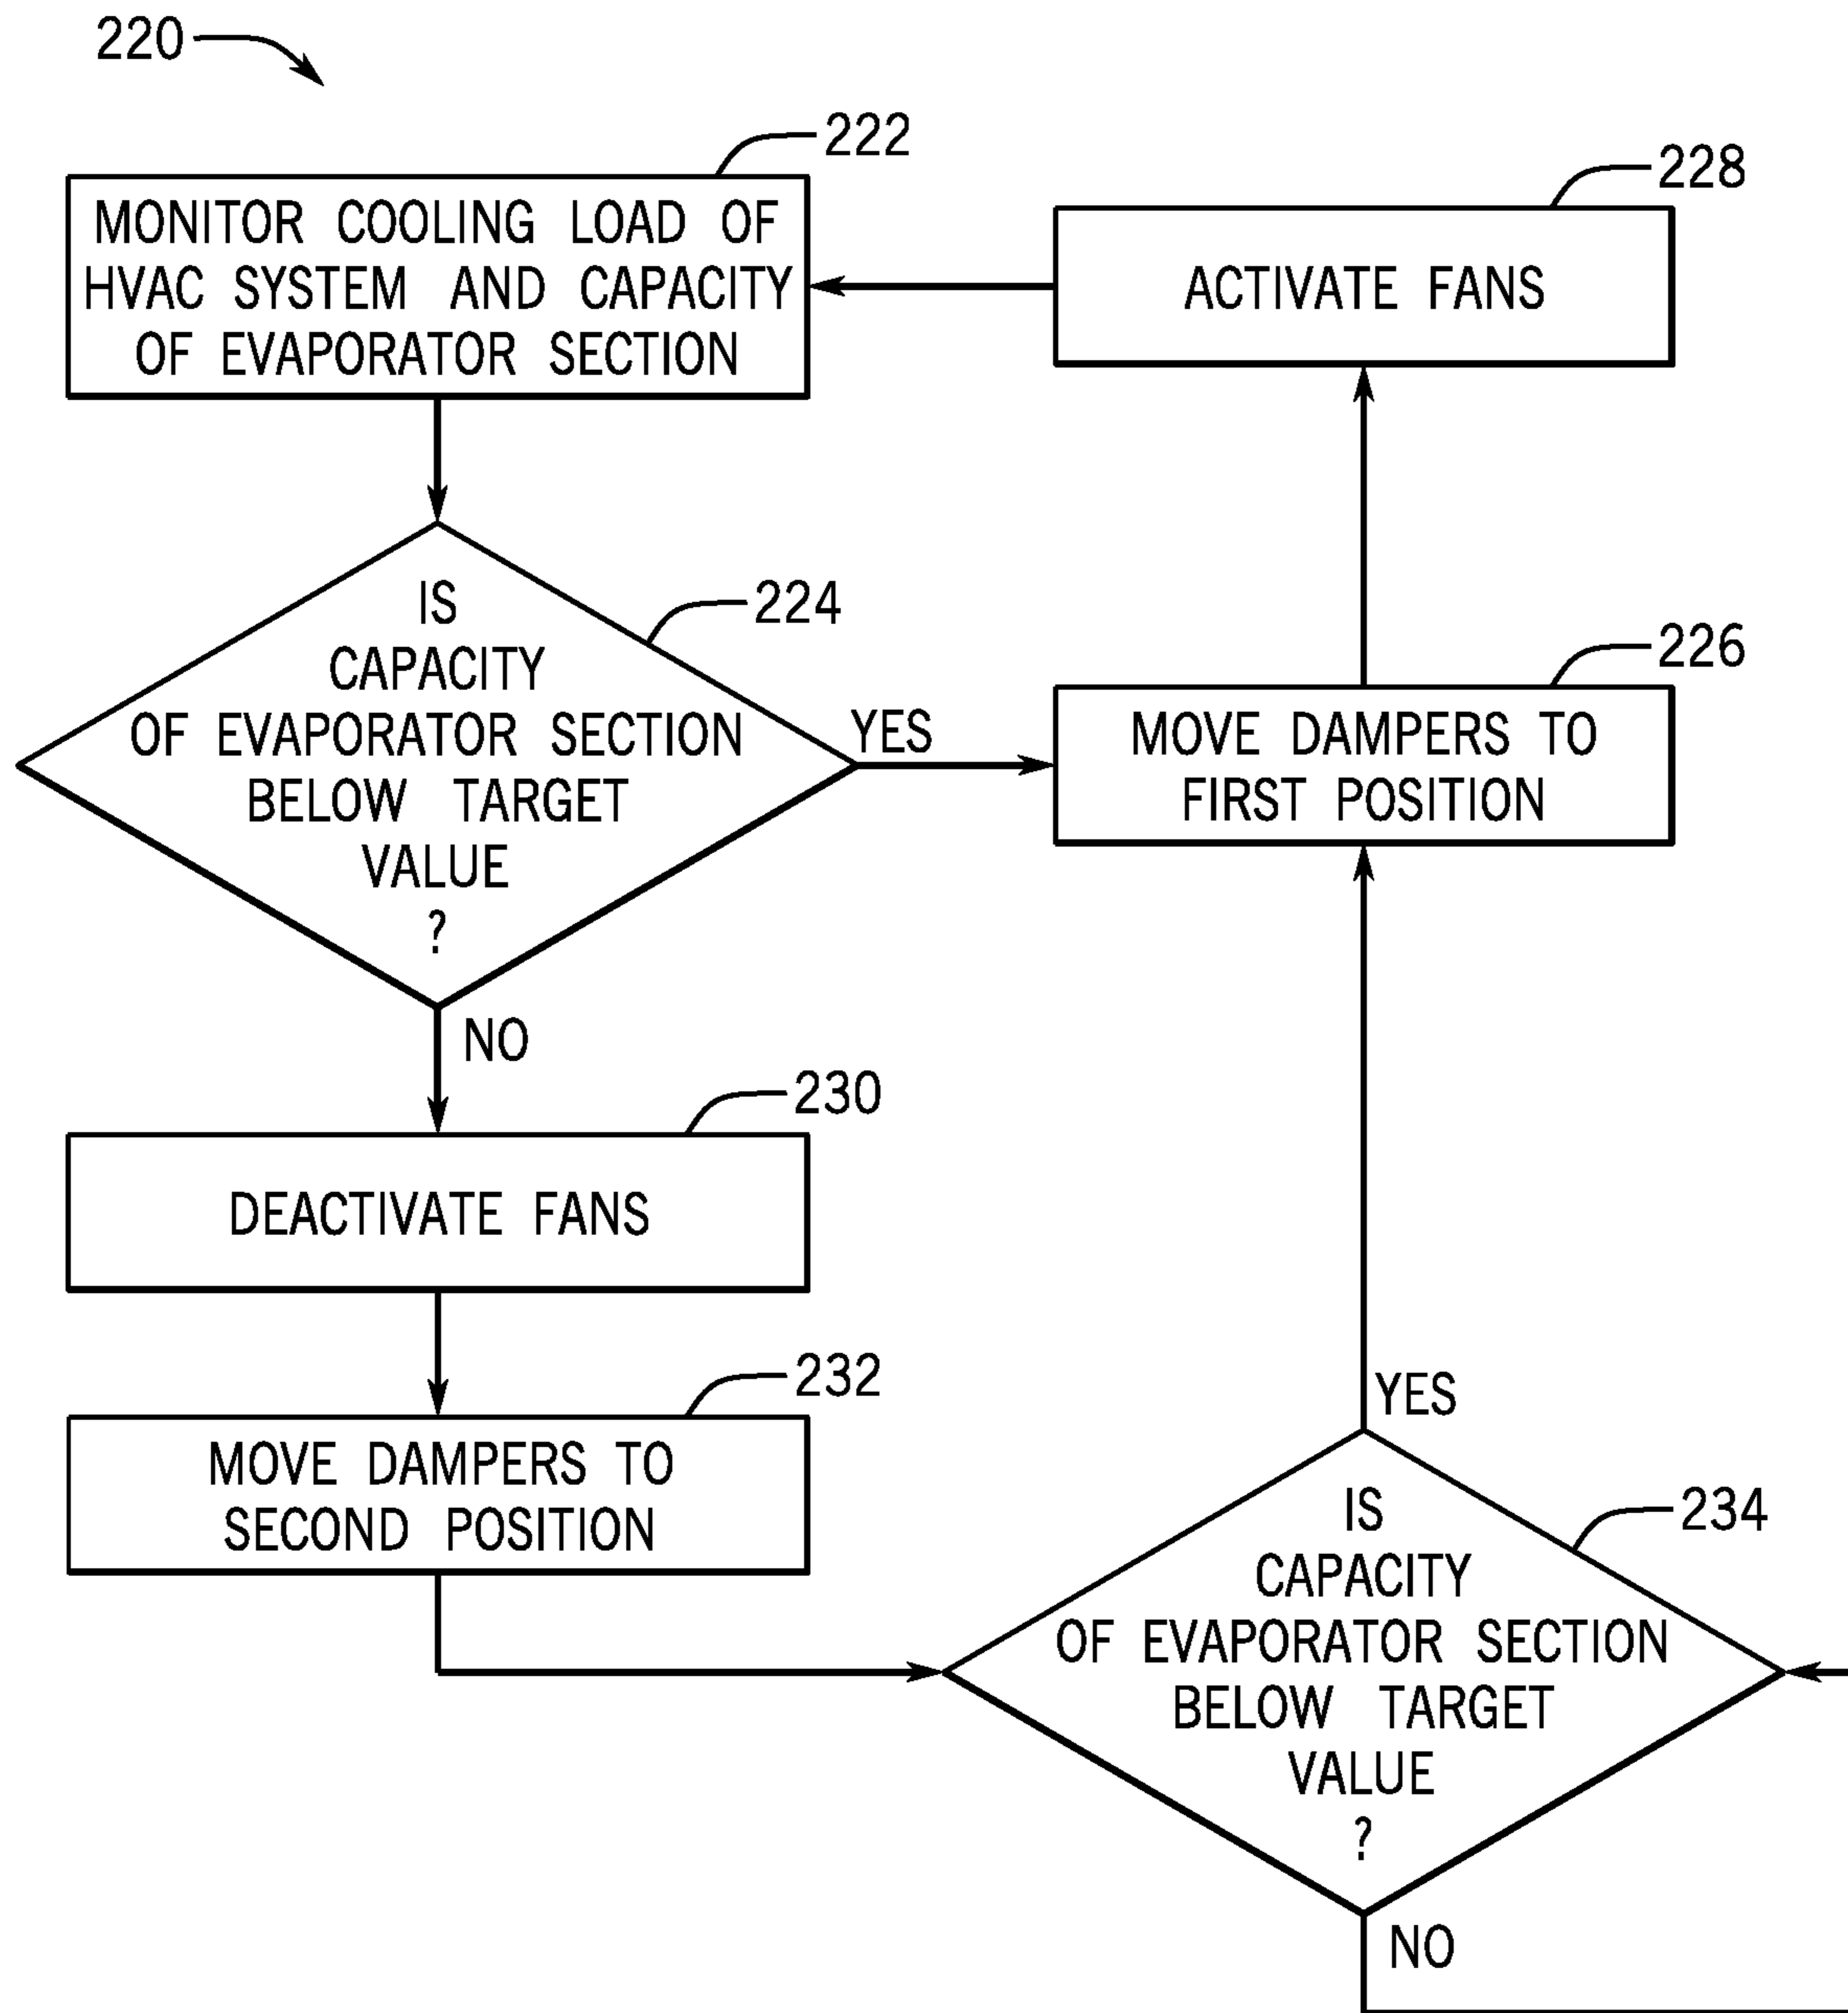 220
222
MONITOR COOLING LOAD OF
HVAC SYSTEM AND CAPACITY
OF EVAPORATOR SECTION
228
ACTIVATE FANS
224
IS
CAPACITY
OF EVAPORATOR SECTION
BELOW TARGET
VALUE
?
YES
226
MOVE DAMPERS TO
FIRST POSITION
NO
230
DEACTIVATE FANS
232
MOVE DAMPERS TO
SECOND POSITION
YES
234
IS
CAPACITY
OF EVAPORATOR SECTION
BELOW TARGET
VALUE
?
NO